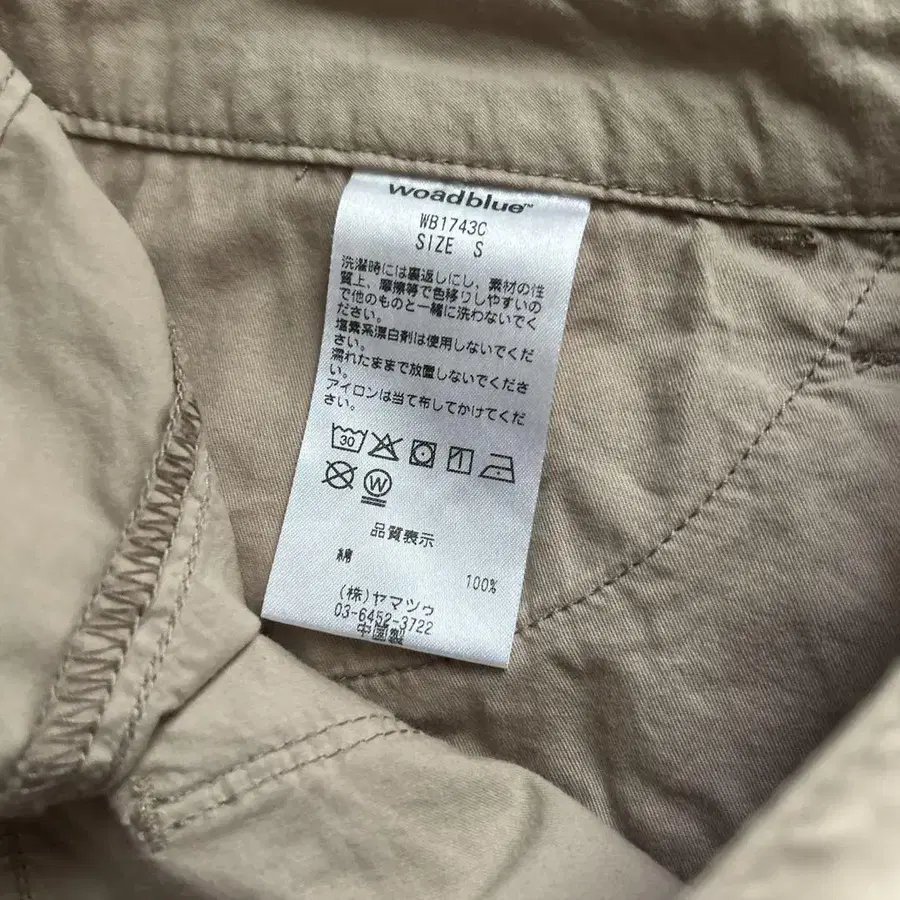 woadblue™
WB1743C
SIZE S
洗濯時には裏返しにし、素材の性
質上、摩擦等で色移りしやすいの
で他のものと一緒に洗わないでく
ださい。
塩素系漂白剤は使用しないでくだ
さい。
濡れたままで放置しないでくださ
い。
アイロンは当て布してかけてくだ
さい。
30
W
品質表示
綿 100%
(株)ヤマツゥ
03-6452-3722
中国製